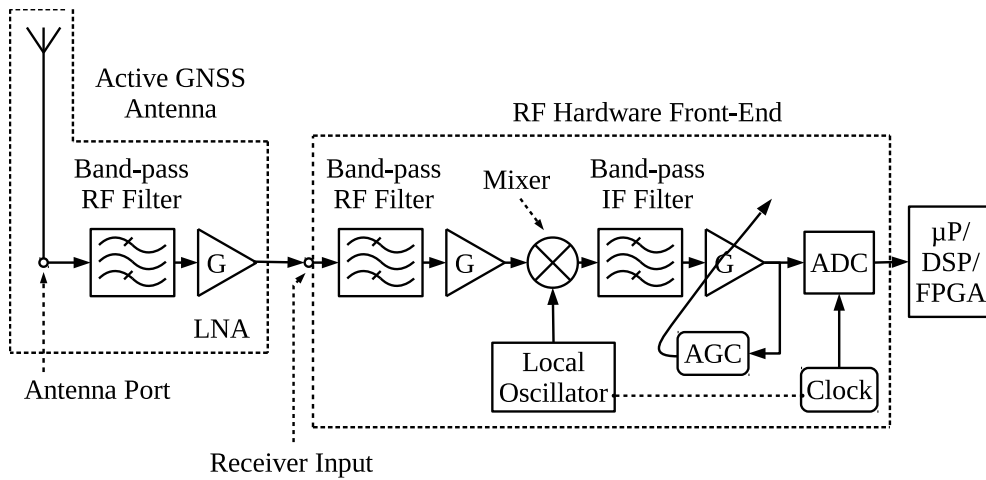 Active GNSS
Antenna
RF Hardware Front-End
Band-pass
RF Filter
G
LNA
Antenna Port
Receiver Input
Band-pass
RF Filter
G
Mixer
Local
Oscillator
Band-pass
IF Filter
G
AGC
ADC
Clock
µP/
DSP/
FPGA